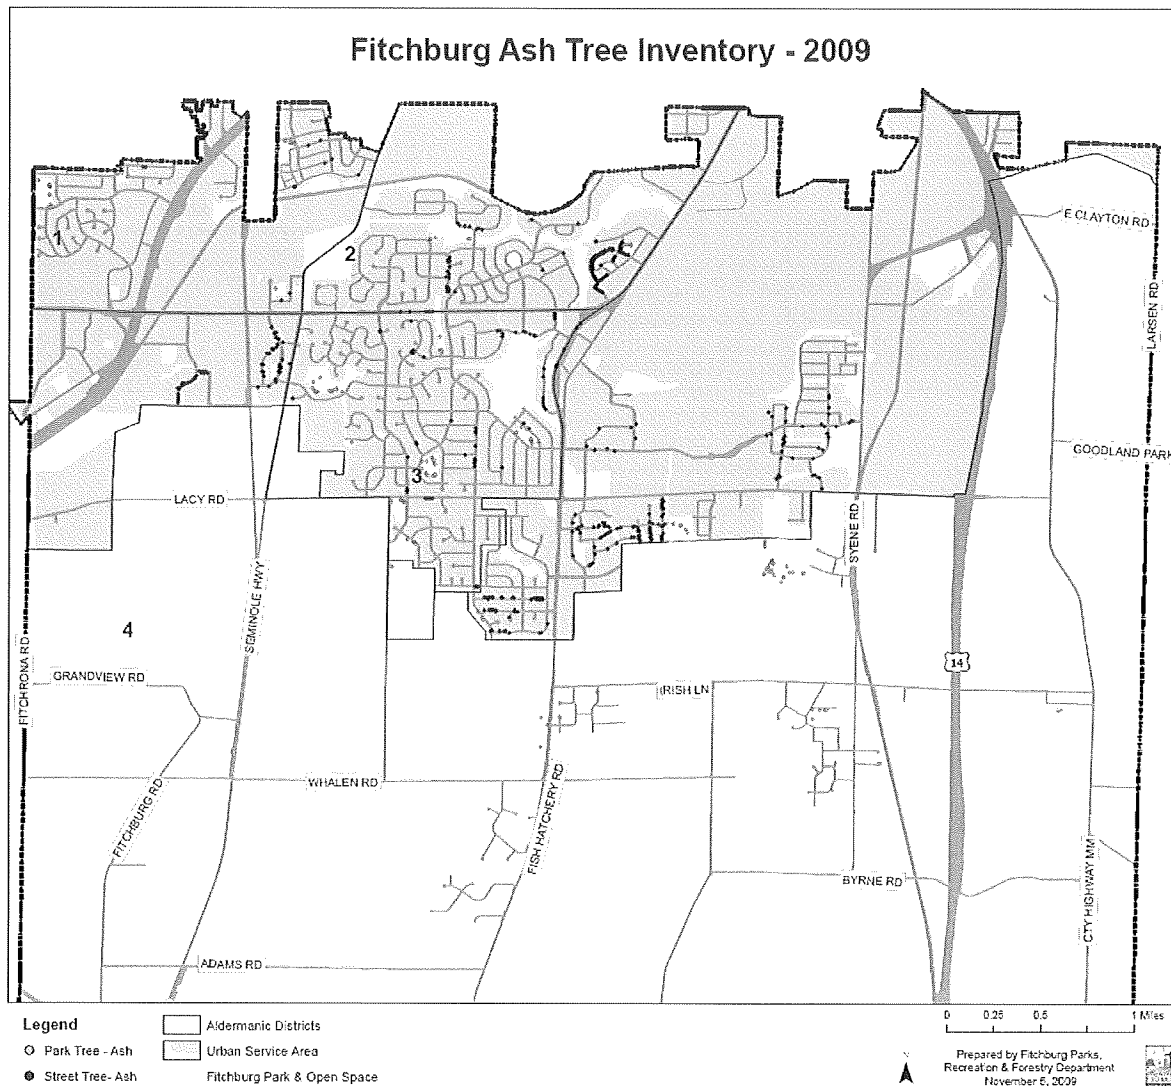 Fitchburg Ash Tree Inventory - 2009
E CLAYTON RD
1
2
LARSEN RD
GOODLAND PARK
3
LACY RD
SYENE RD
SEMINOLE HWY
4
FITCHRONA RD
14
GRANDVIEW RD
IRISH LN
WHALEN RD
FITCHBURG RD
FISH HATCHERY RD
BYRNE RD
CTY HIGHWAY MM
ADAMS RD
Legend
Park Tree - Ash
Street Tree- Ash
Aldermanic Districts
Urban Service Area
Fitchburg Park & Open Space
0 0.25 0.5 1 Miles
N
Prepared by Fitchburg Parks,
Recreation & Forestry Department
November 5, 2009